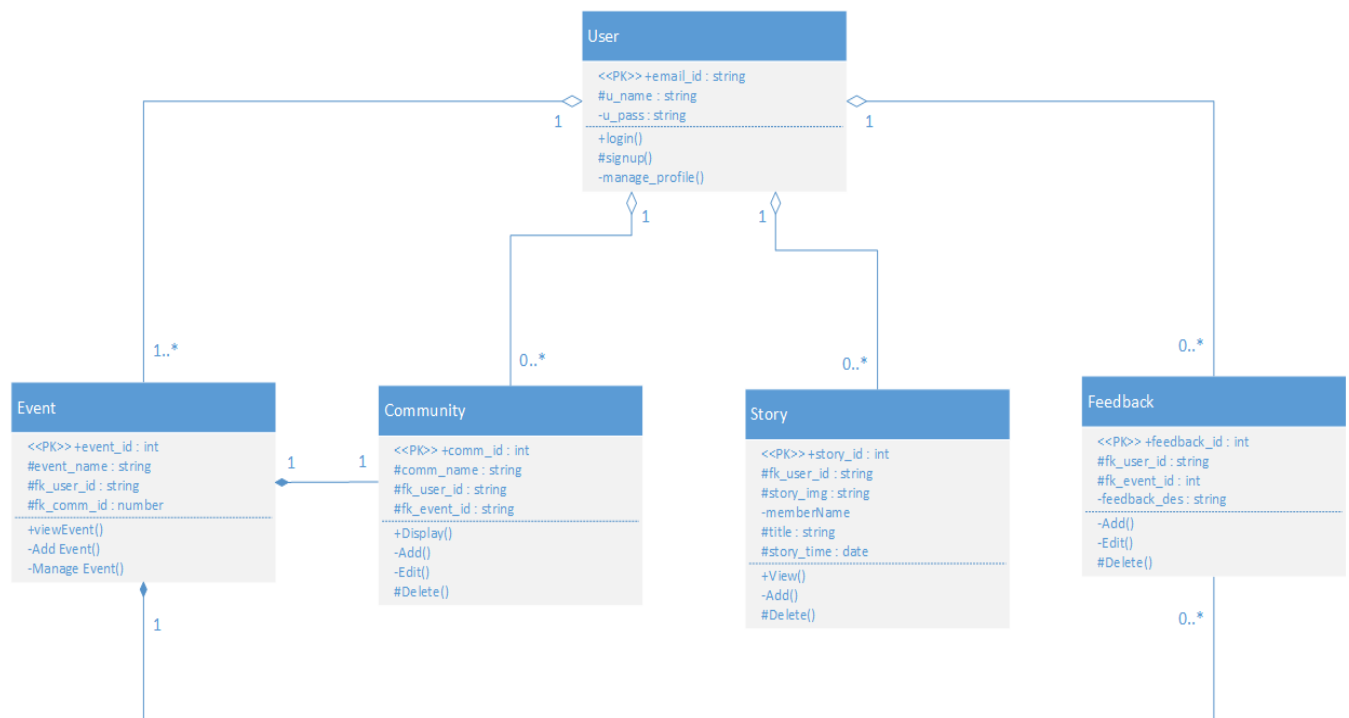 User
<<PK>> +email_id : string
#u_name : string
-u_pass : string
+login()
#signup()
-manage_profile()
1
1
1
1
1..*
0..*
0..*
0..*
Event
<<PK>> +event_id : int
#event_name : string
#fk_user_id : string
#fk_comm_id : number
+viewEvent()
-Add Event()
-Manage Event()
1
1
1
Community
<<PK>> +comm_id : int
#comm_name : string
#fk_user_id : string
#fk_event_id : string
+Display()
-Add()
-Edit()
#Delete()
Story
<<PK>> +story_id : int
#fk_user_id : string
#story_img : string
-memberName
#title : string
#story_time : date
+View()
-Add()
#Delete()
Feedback
<<PK>> +feedback_id : int
#fk_user_id : string
#fk_event_id : int
-feedback_des : string
-Add()
-Edit()
#Delete()
0..*